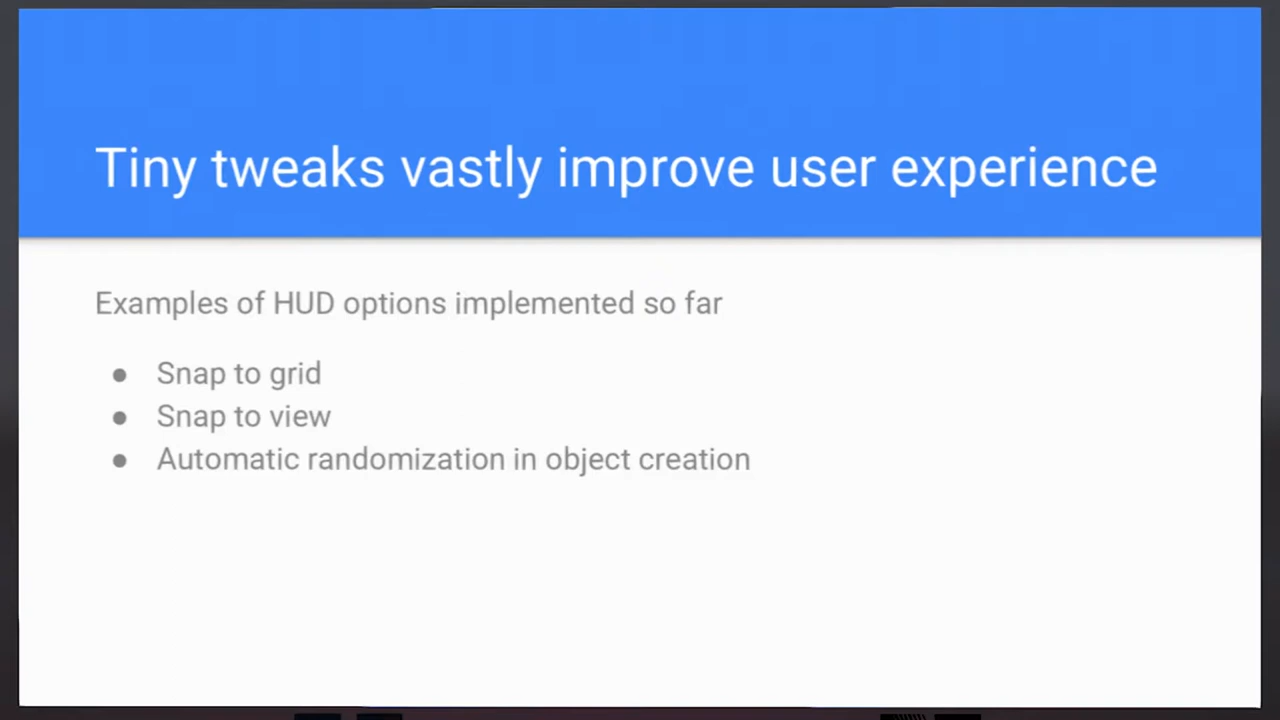 Tiny tweaks vastly improve user experience
Examples of HUD options implemented so far
● Snap to grid
● Snap to view
● Automatic randomization in object creation